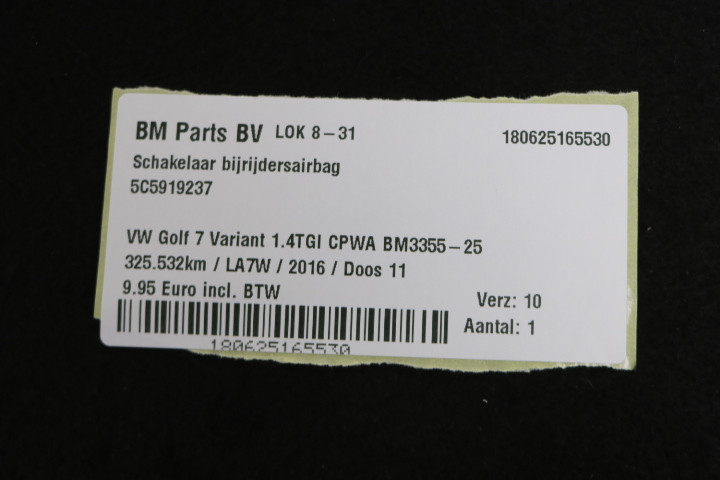 BM Parts BV LOK 8-31
180625165530
Schakelaar bijrijdersairbag
5C5919237
VW Golf 7 Variant 1.4TGI CPWA BM3355-25
325.532km / LA7W / 2016 / Doos 11
9.95 Euro incl. BTW
Verz: 10
Aantal: 1
180625165530